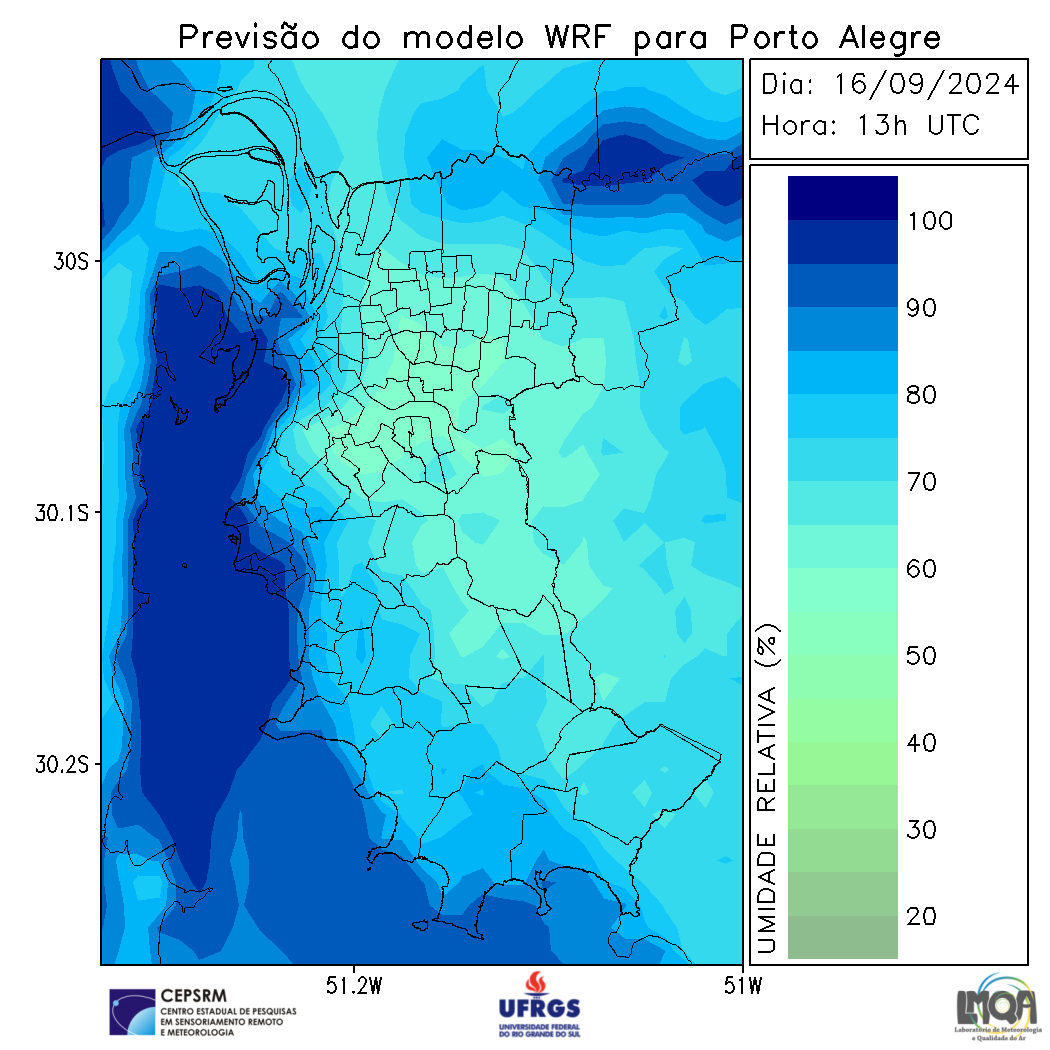 Previsão do modelo WRF para Porto Alegre
Dia: 16/09/2024
Hora: 13h UTC
30S
30.1S
30.2S
51.2W
51W
UMIDADE RELATIVA (%)
100
90
80
70
60
50
40
30
20
CEPSRM
CENTRO ESTADUAL DE PESQUISAS
EM SENSORIAMENTO REMOTO
E METEOROLOGIA
UFRGS
UNIVERSIDADE FEDERAL
DO RIO GRANDE DO SUL
LMQA
Laboratório de Meteorologia
e Qualidade do Ar